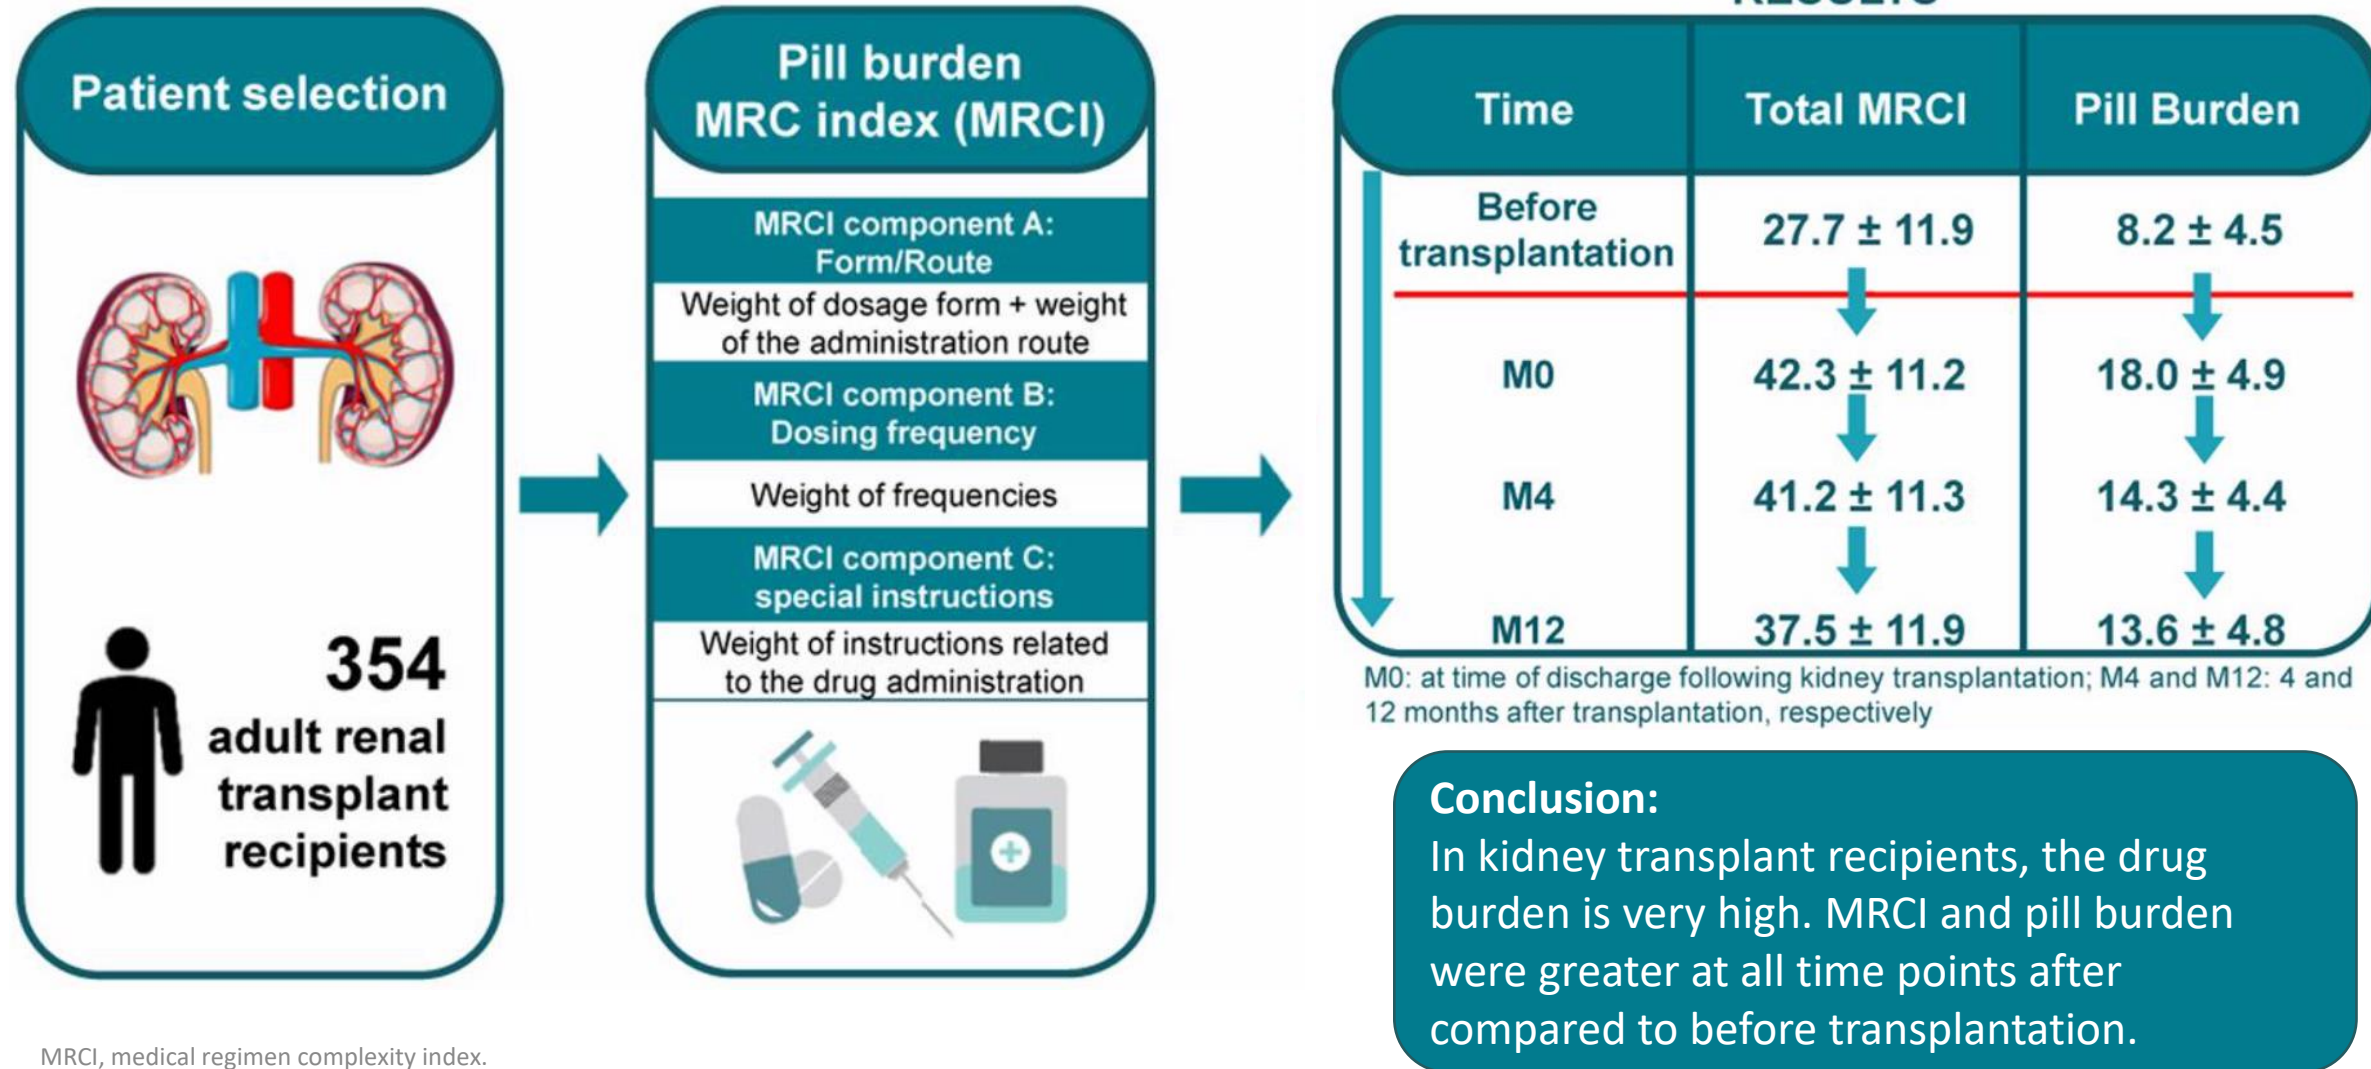 Patient selection
354
adult renal
transplant
recipients
Pill burden
MRC index (MRCI)
MRCI component A:
Form/Route
Weight of dosage form + weight
of the administration route
MRCI component B:
Dosing frequency
Weight of frequencies
MRCI component C:
special instructions
Weight of instructions related
to the drug administration
Time Total MRCI Pill Burden
Before
transplantation 27.7 ± 11.9 8.2 ± 4.5
M0 42.3 ± 11.2 18.0 ± 4.9
M4 41.2 ± 11.3 14.3 ± 4.4
M12 37.5 ± 11.9 13.6 ± 4.8
M0: at time of discharge following kidney transplantation; M4 and M12: 4 and
12 months after transplantation, respectively
Conclusion:
In kidney transplant recipients, the drug
burden is very high. MRCI and pill burden
were greater at all time points after
compared to before transplantation.
MRCI, medical regimen complexity index.